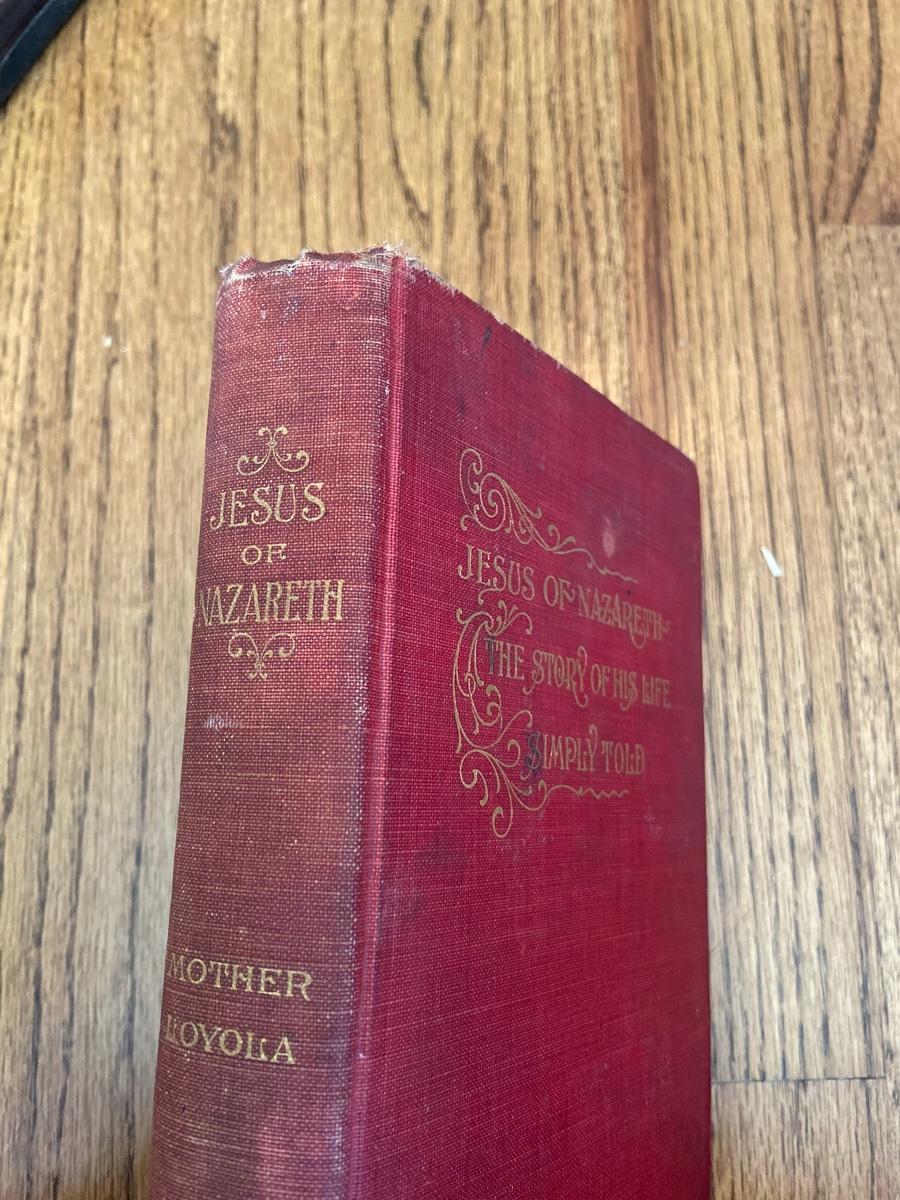 JESUS
OF
NAZARETH
MOTHER
LOYOLA
JESUS OF NAZARETH
THE STORY OF HIS LIFE
SIMPLY TOLD